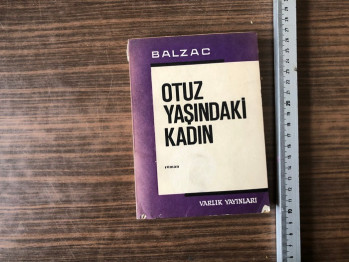 BALZAC
OTUZ
YAŞINDAKİ
KADIN
roman
VARLIK YAYINLARI